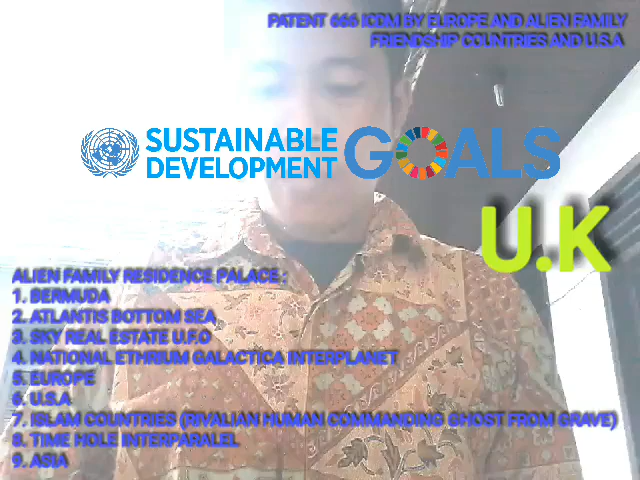 PATENT 666 ICDM BY EUROPE AND ALIEN FAMILY
FRIENDSHIP COUNTRIES AND U.S.A
SUSTAINABLE
DEVELOPMENT
GOALS
U.K
ALIEN FAMILY RESIDENCE PALACE :
1. BERMUDA
2. ATLANTIS BOTTOM SEA
3. SKY REAL ESTATE U.F.O
4. NATIONAL ETHRIUM GALACTICA INTERPLANET
5. EUROPE
6. U.S.A
7. ISLAM COUNTRIES (RIVALIAN HUMAN COMMANDING GHOST FROM GRAVE)
8. TIME HOLE INTERPARALEL
9. ASIA